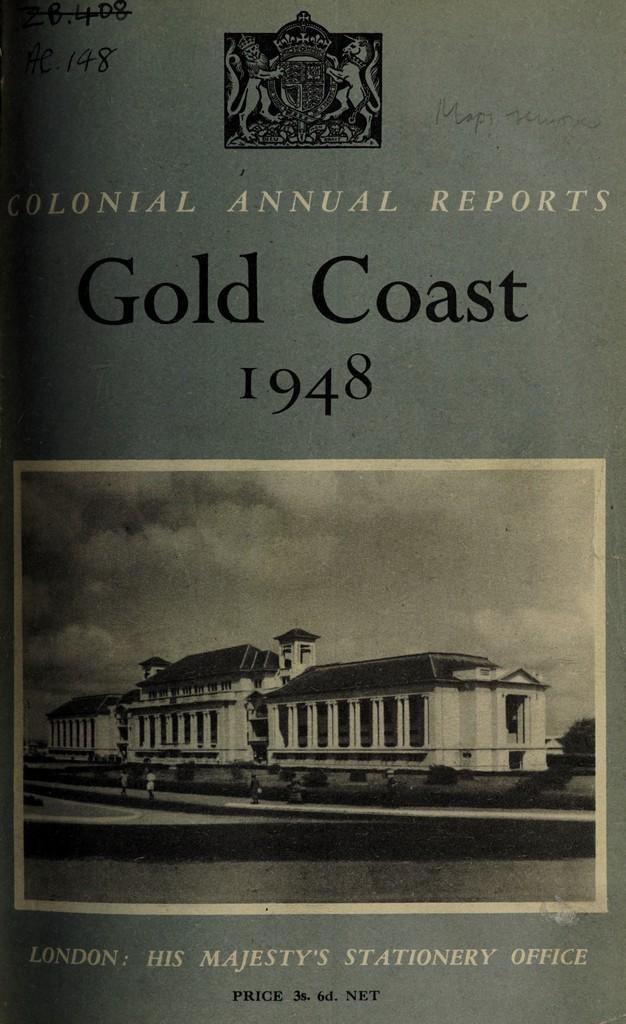 ZB.408
AC.148
Maps
COLONIAL ANNUAL REPORTS
Gold Coast
1948
LONDON: HIS MAJESTY'S STATIONERY OFFICE
PRICE 3s. 6d. NET